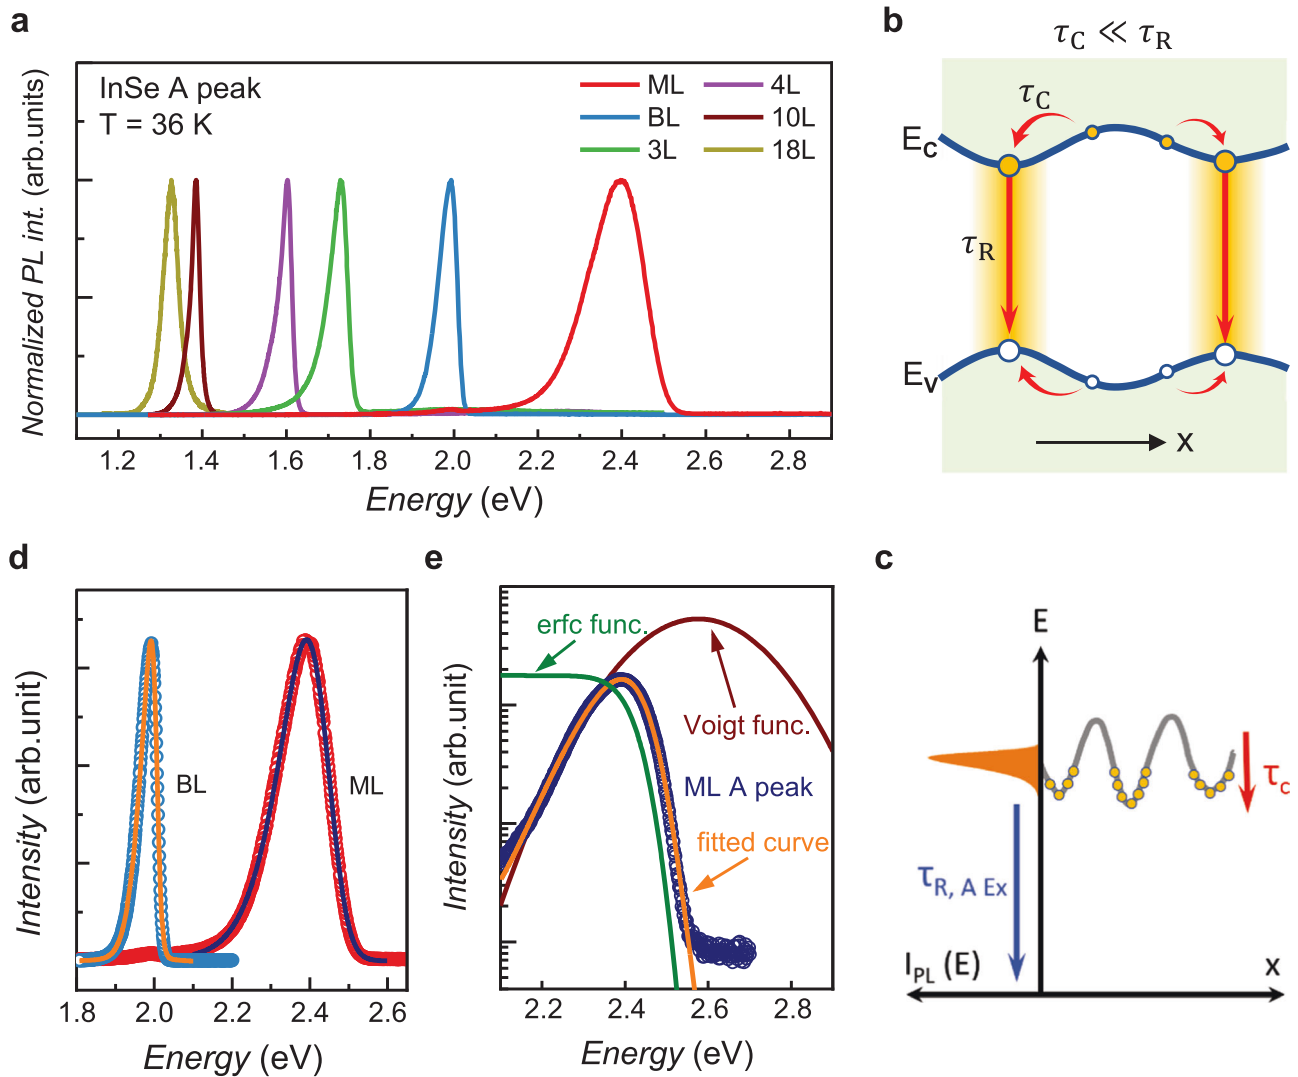 a
InSe A peak
T = 36 K
ML
BL
3L
4L
10L
18L
Normalized PL int. (arb.units)
1.2 1.4 1.6 1.8 2.0 2.2 2.4 2.6 2.8
Energy (eV)
b
τC ≪ τR
τC
EC
τR
EV
x
d
BL
ML
Intensity (arb.unit)
1.8 2.0 2.2 2.4 2.6
Energy (eV)
e
erfc func.
Voigt func.
ML A peak
fitted curve
Intensity (arb.unit)
2.2 2.4 2.6 2.8
Energy (eV)
c
E
τc
τR, A Ex
IPL (E)
x